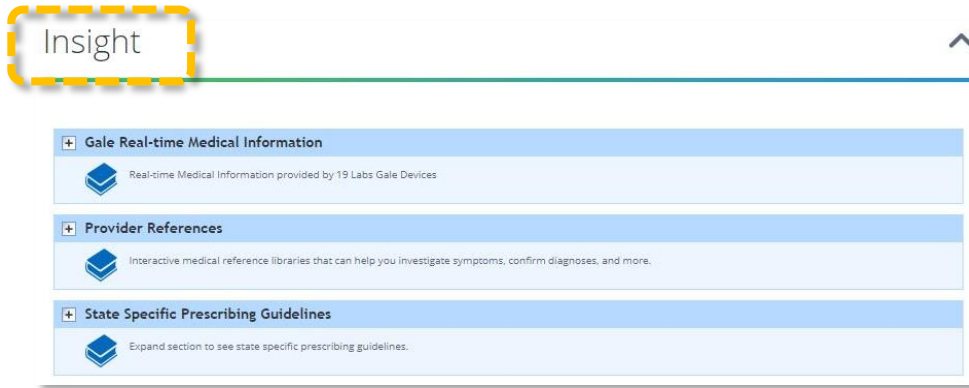 Insight
Gale Real-time Medical Information
Real-time Medical Information provided by 19 Labs Gale Devices
Provider References
Interactive medical reference libraries that can help you investigate symptoms, confirm diagnoses, and more.
State Specific Prescribing Guidelines
Expand section to see state specific prescribing guidelines.